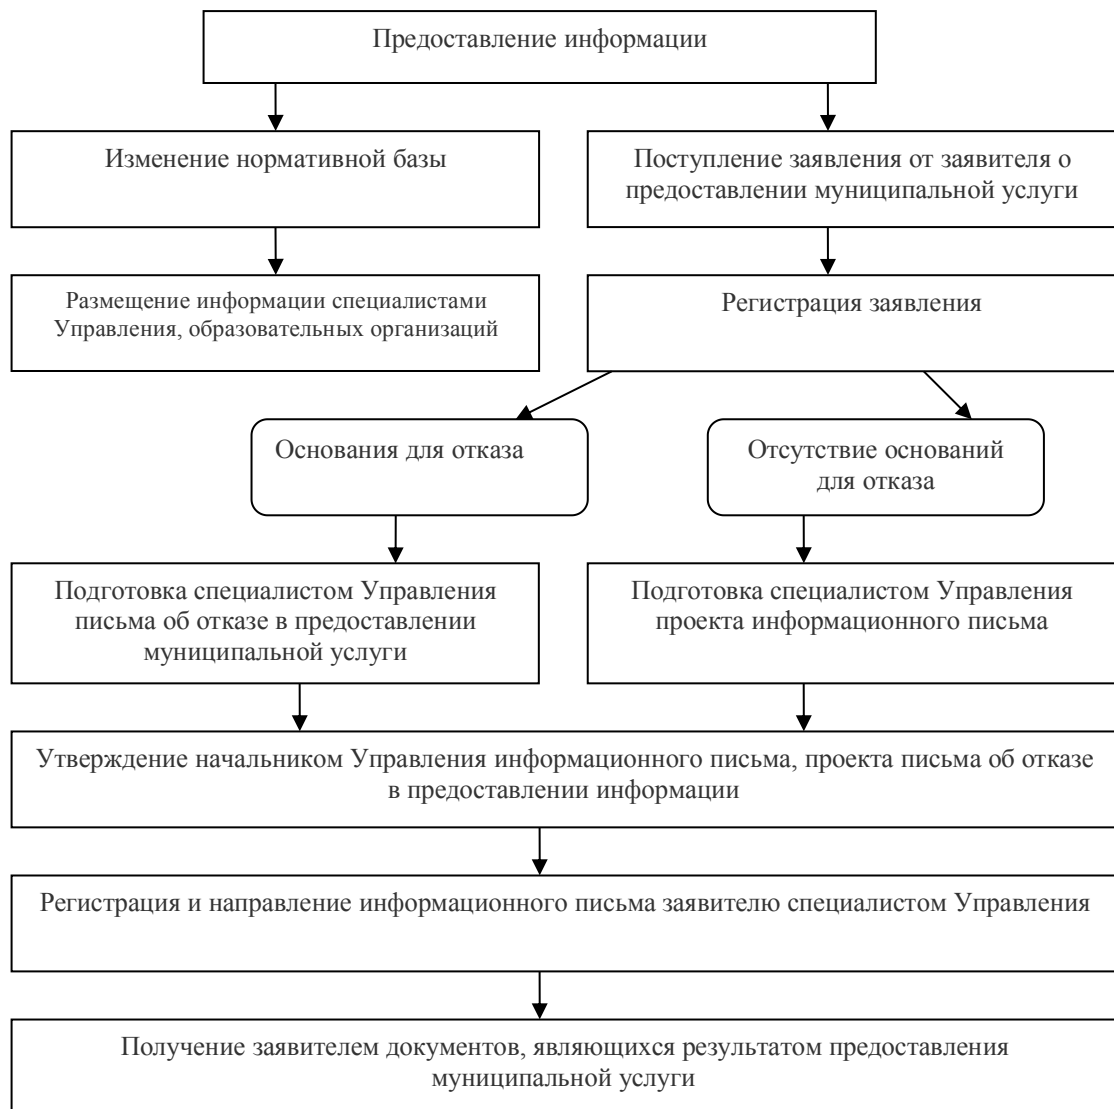 Предоставление информации
Изменение нормативной базы
Поступление заявления от заявителя о
предоставлении муниципальной услуги
Размещение информации специалистами
Управления, образовательных организаций
Регистрация заявления
Основания для отказа
Отсутствие оснований
для отказа
Подготовка специалистом Управления
письма об отказе в предоставлении
муниципальной услуги
Подготовка специалистом Управления
проекта информационного письма
Утверждение начальником Управления информационного письма, проекта письма об отказе
в предоставлении информации
Регистрация и направление информационного письма заявителю специалистом Управления
Получение заявителем документов, являющихся результатом предоставления
муниципальной услуги